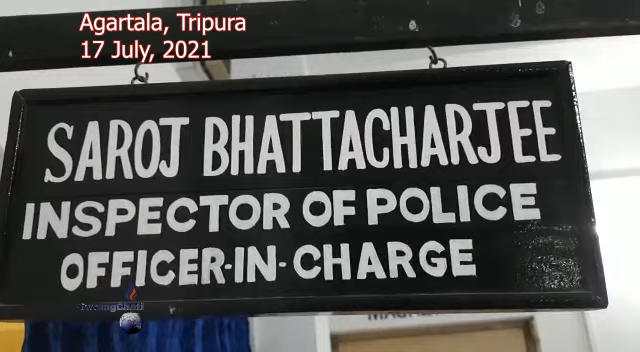 Agartala, Tripura
17 July, 2021
SAROJ BHATTACHARJEE
INSPECTOR OF POLICE
OFFICER-IN-CHARGE